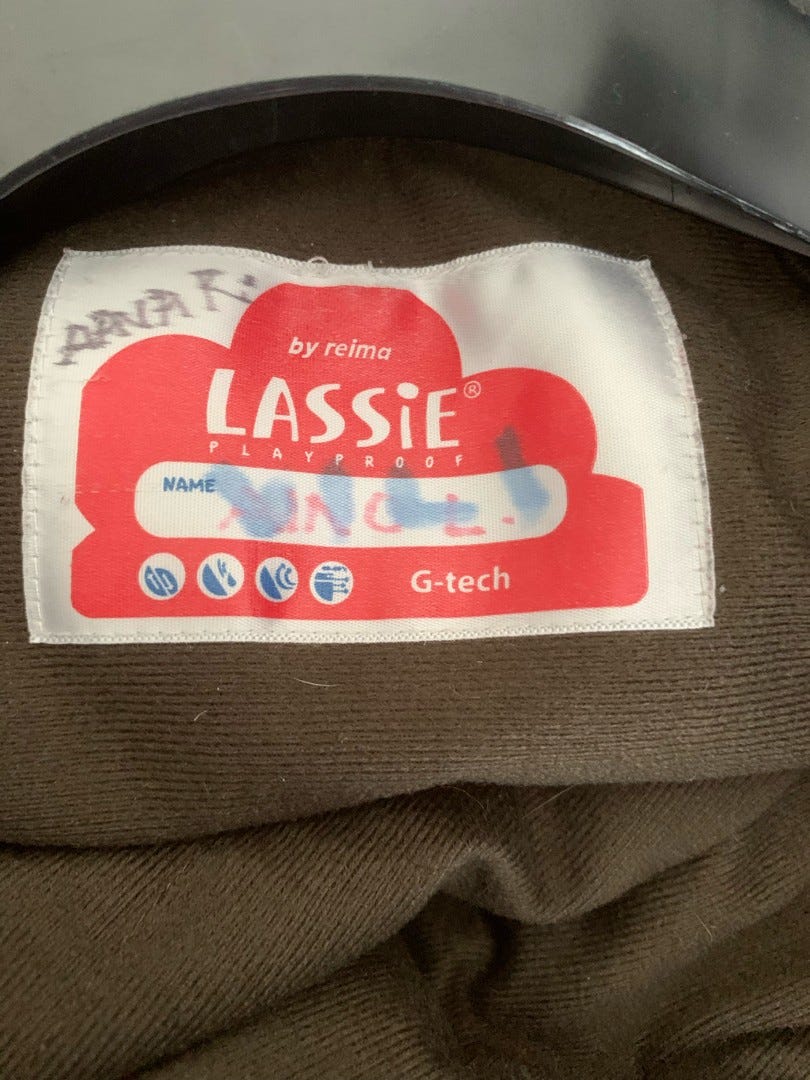 by reima
LASSiE®
PLAYPROOF
NAME
G-tech